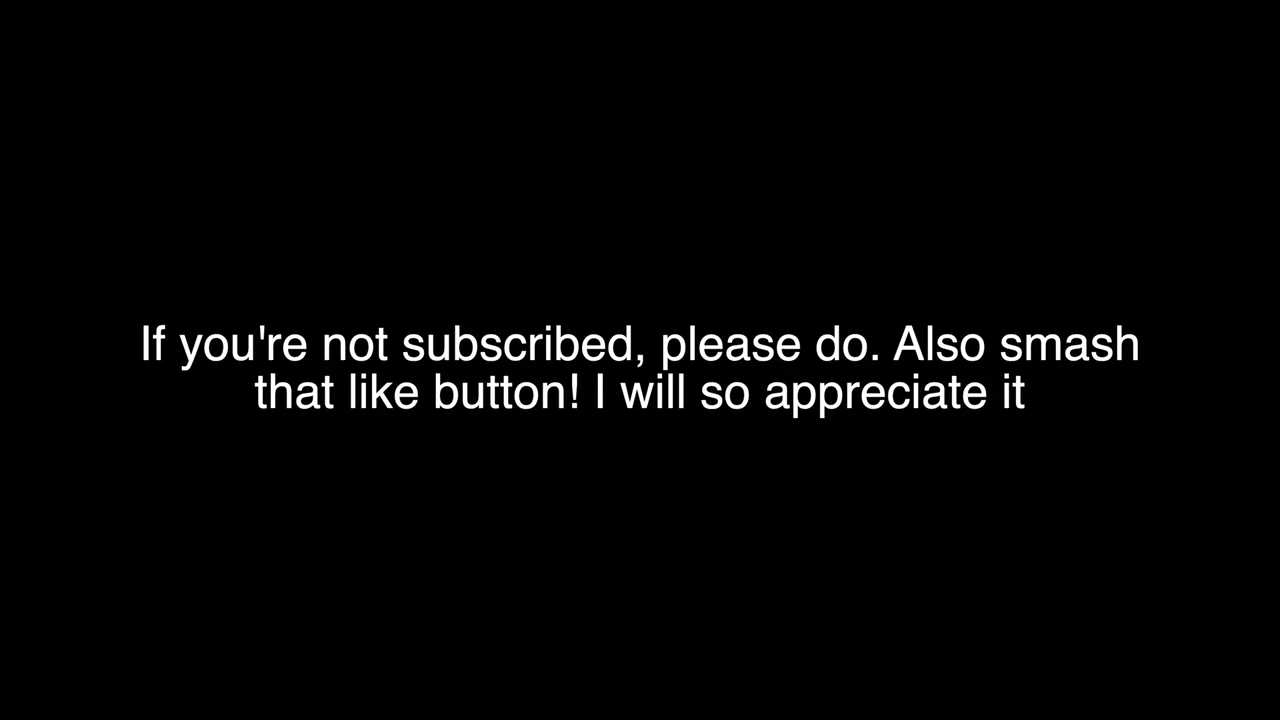 If you're not subscribed, please do. Also smash
that like button! I will so appreciate it